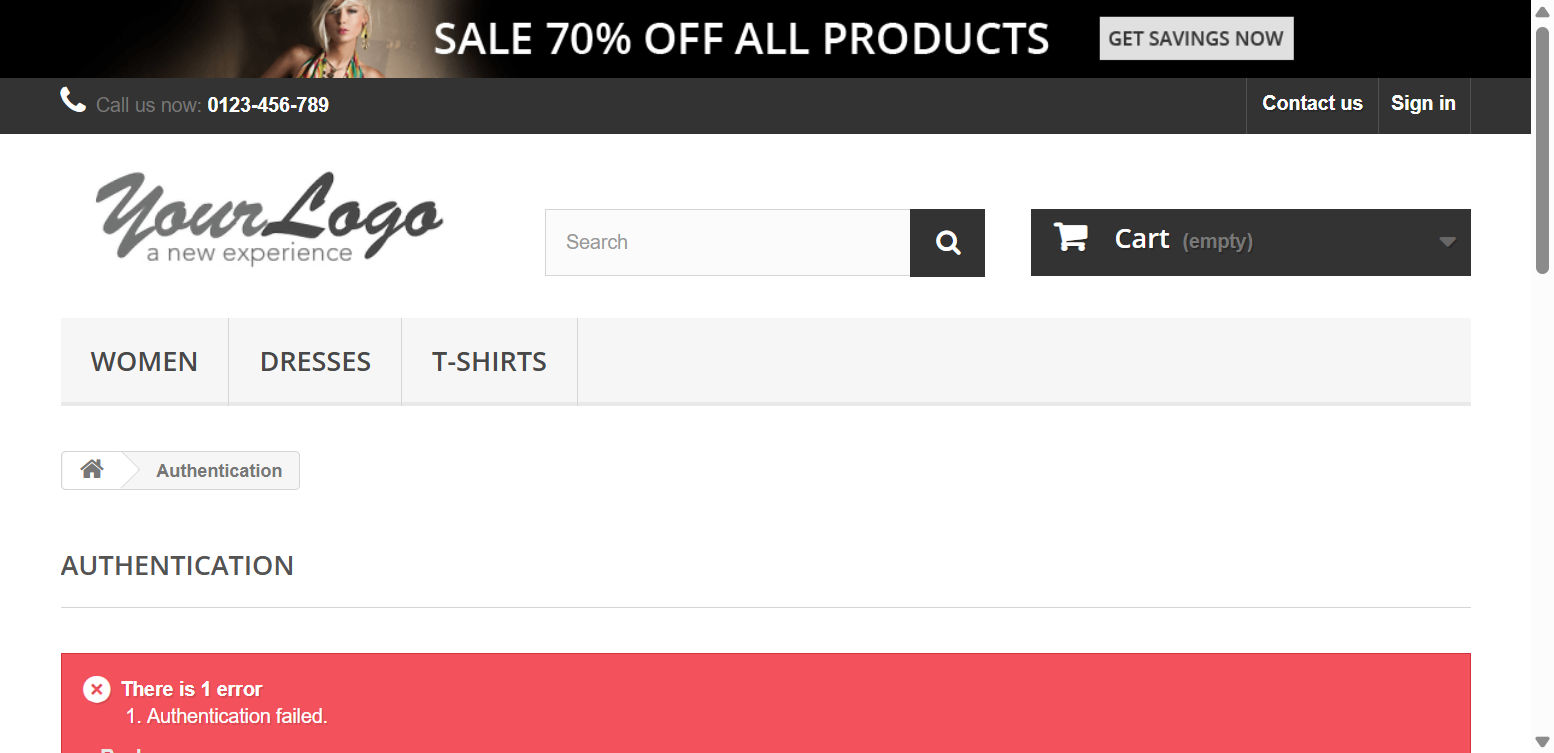 SALE 70% OFF ALL PRODUCTS GET SAVINGS NOW
Call us now: 0123-456-789 Contact us Sign in
YourLogo
a new experience
Search Cart (empty)
WOMEN DRESSES T-SHIRTS
Authentication
AUTHENTICATION
There is 1 error
1. Authentication failed.